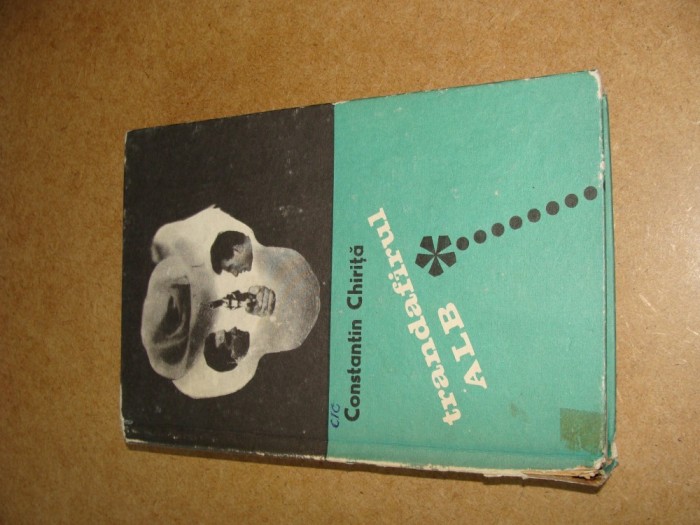 CIC
Constantin Chiriță
trandafirul
ALB